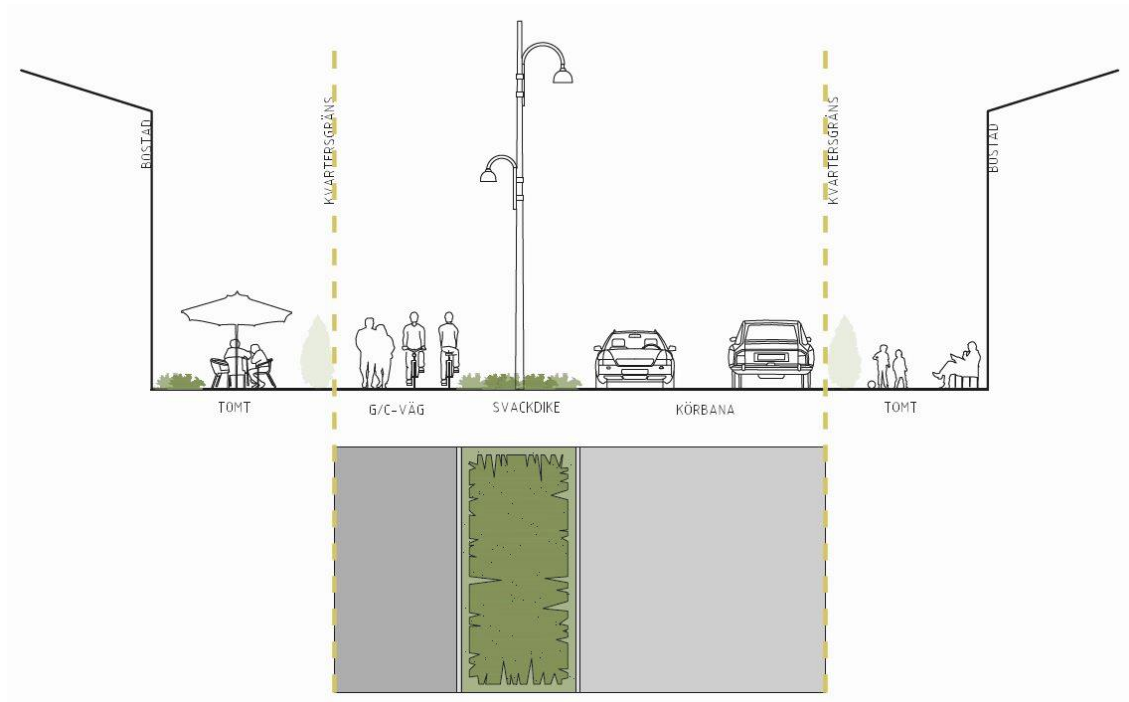 BOSTAD
KVARTERSGRÄNS
KVARTERSGRÄNS
BOSTAD
TOMT
G/C-VÄG
SVACKDIKE
KÖRBANA
TOMT